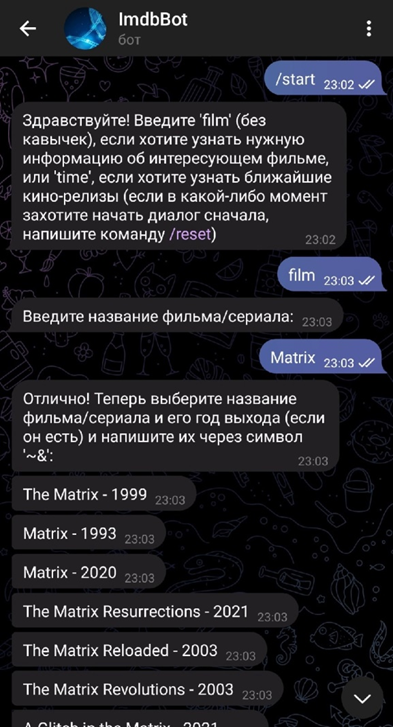 ImdbBot
бот
/start 23:02
Здравствуйте! Введите 'film' (без
кавычек), если хотите узнать нужную
информацию об интересующем фильме,
или 'time', если хотите узнать ближайшие
кино-релизы (если в какой-либо момент
захотите начать диалог сначала,
напишите команду /reset)
23:02
film 23:03
Введите название фильма/сериала: 23:03
Matrix 23:03
Отлично! Теперь выберите название
фильма/сериала и его год выхода (если
он есть) и напишите их через символ
'~&':
23:03
The Matrix - 1999 23:03
Matrix - 1993 23:03
Matrix - 2020 23:03
The Matrix Resurrections - 2021 23:03
The Matrix Reloaded - 2003 23:03
The Matrix Revolutions - 2003 23:03
A Glitch in the Matrix - 2021